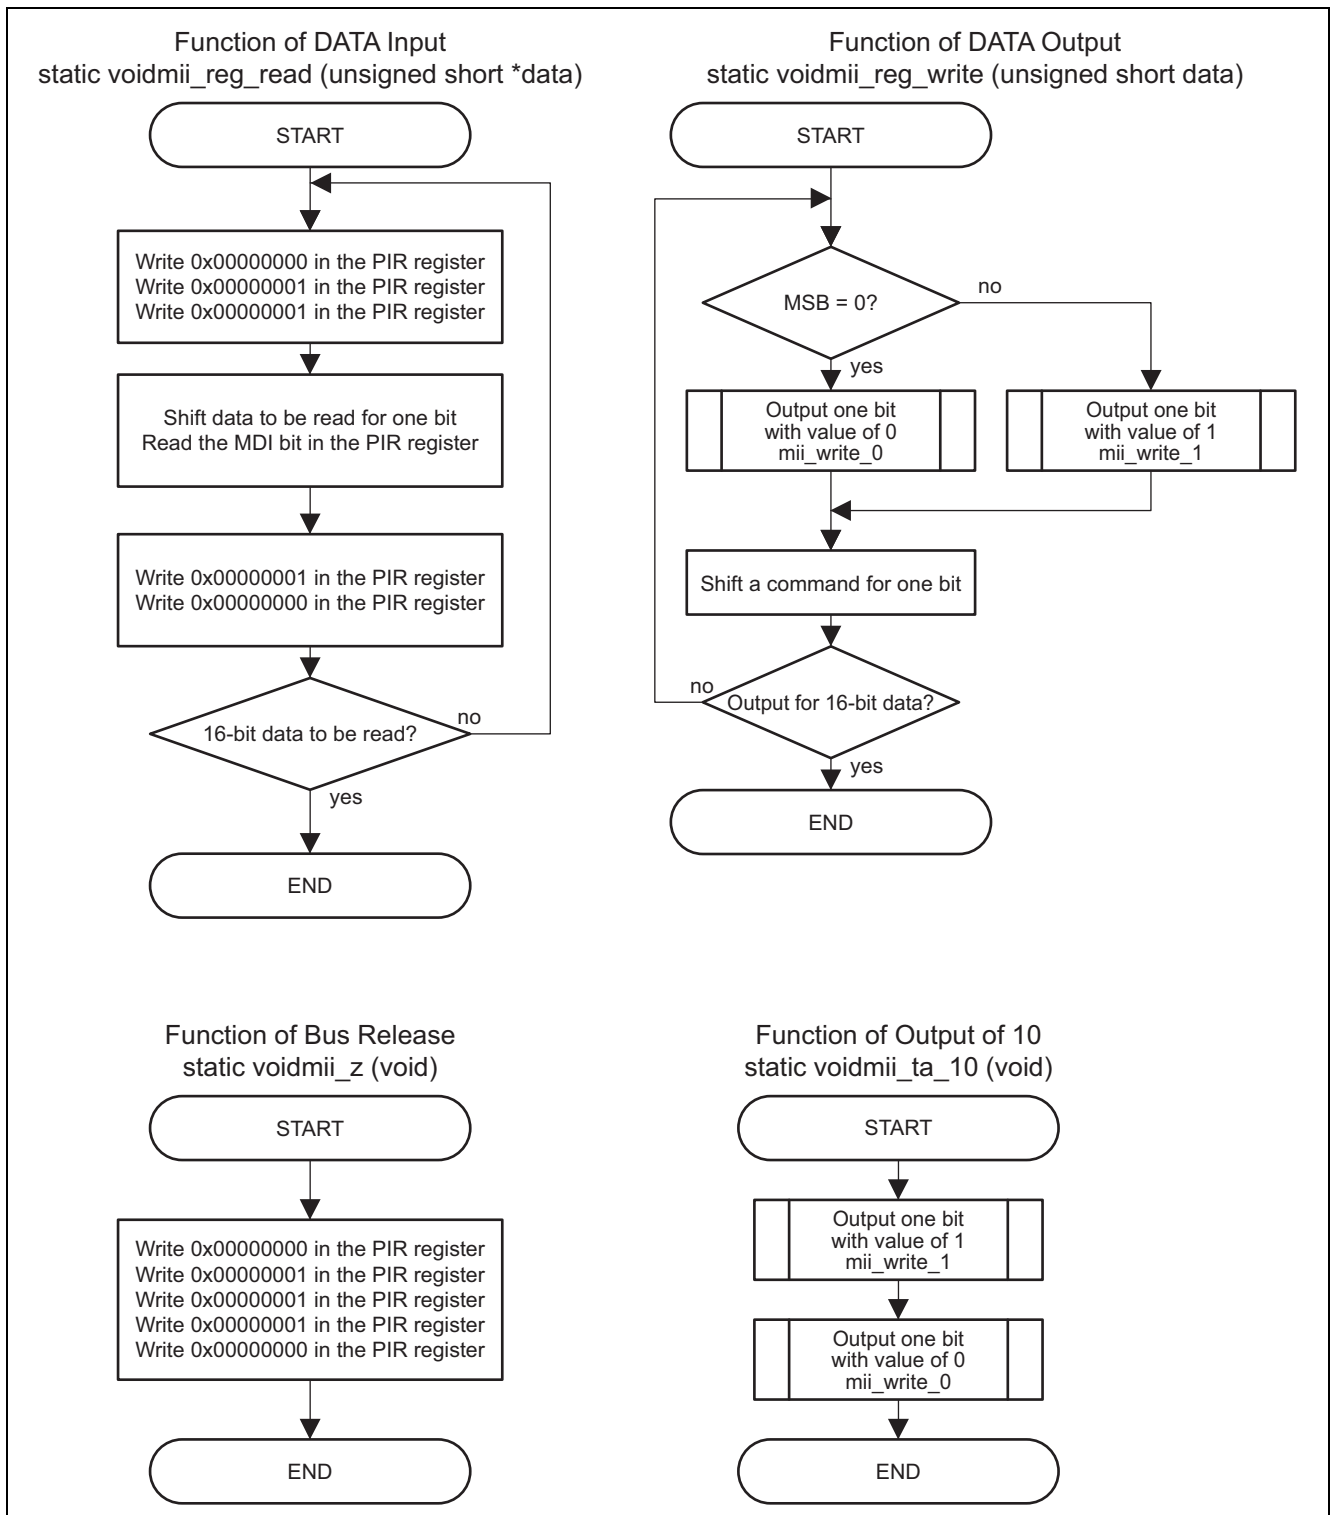 Function of DATA Input
static voidmii_reg_read (unsigned short *data)
START
Write 0x00000000 in the PIR register
Write 0x00000001 in the PIR register
Write 0x00000001 in the PIR register
Shift data to be read for one bit
Read the MDI bit in the PIR register
Write 0x00000001 in the PIR register
Write 0x00000000 in the PIR register
16-bit data to be read?
no
yes
END
Function of DATA Output
static voidmii_reg_write (unsigned short data)
START
MSB = 0?
no
yes
Output one bit
with value of 0
mii_write_0
Output one bit
with value of 1
mii_write_1
Shift a command for one bit
no
Output for 16-bit data?
yes
END
Function of Bus Release
static voidmii_z (void)
START
Write 0x00000000 in the PIR register
Write 0x00000001 in the PIR register
Write 0x00000001 in the PIR register
Write 0x00000001 in the PIR register
Write 0x00000000 in the PIR register
END
Function of Output of 10
static voidmii_ta_10 (void)
START
Output one bit
with value of 1
mii_write_1
Output one bit
with value of 0
mii_write_0
END